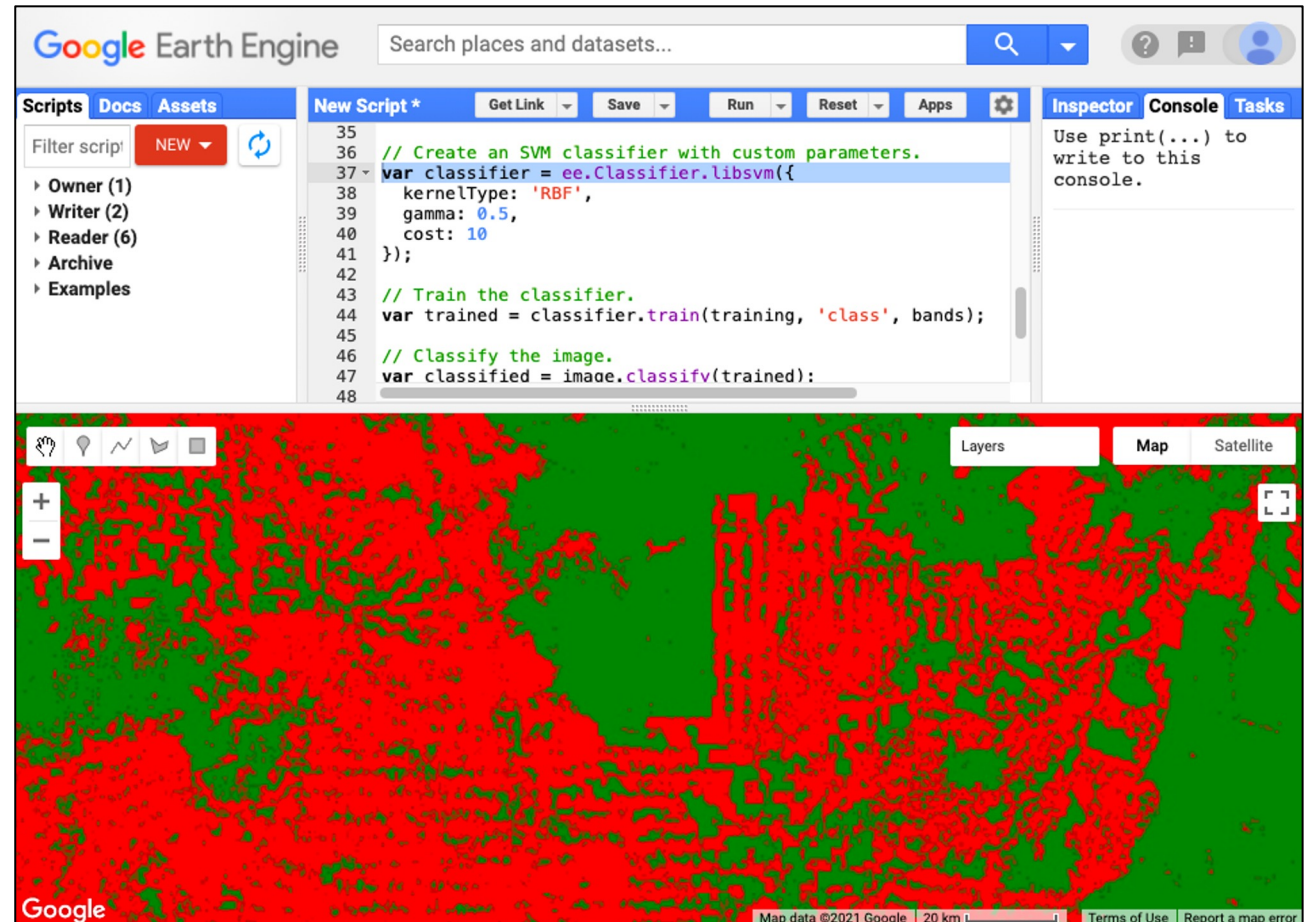 Google Earth Engine
Search places and datasets...
Scripts Docs Assets
Filter script NEW
Owner (1)
Writer (2)
Reader (6)
Archive
Examples
New Script * Get Link Save Run Reset Apps
35
36 // Create an SVM classifier with custom parameters.
37 var classifier = ee.Classifier.libsvm({
38 kernelType: 'RBF',
39 gamma: 0.5,
40 cost: 10
41 });
42
43 // Train the classifier.
44 var trained = classifier.train(training, 'class', bands);
45
46 // Classify the image.
47 var classified = image.classify(trained);
48
Inspector Console Tasks
Use print(...) to
write to this
console.
Layers Map Satellite
+
−
Google
Map data ©2021 Google 20 km Terms of Use Report a map error